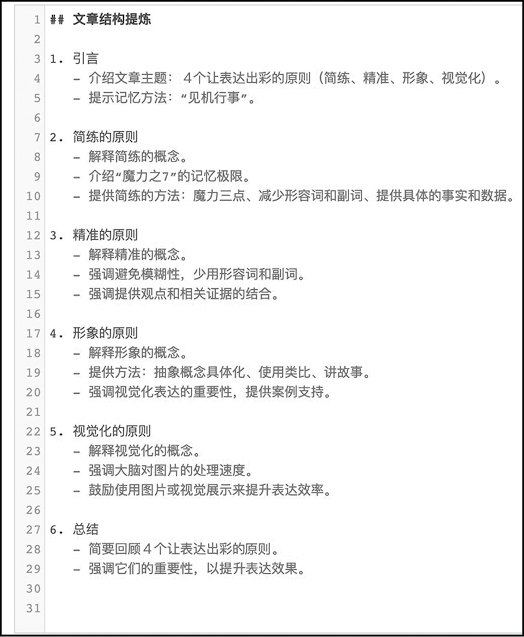 1 ## 文章结构提炼
2
3 1. 引言
4 - 介绍文章主题： 4个让表达出彩的原则（简练、精准、形象、视觉化）。
5 - 提示记忆方法：“见机行事”。
6
7 2. 简练的原则
8 - 解释简练的概念。
9 - 介绍“魔力之7”的记忆极限。
10 - 提供简练的方法：魔力三点、减少形容词和副词、提供具体的事实和数据。
11
12 3. 精准的原则
13 - 解释精准的概念。
14 - 强调避免模糊性，少用形容词和副词。
15 - 强调提供观点和相关证据的结合。
16
17 4. 形象的原则
18 - 解释形象的概念。
19 - 提供方法：抽象概念具体化、使用类比、讲故事。
20 - 强调视觉化表达的重要性，提供案例支持。
21
22 5. 视觉化的原则
23 - 解释视觉化的概念。
24 - 强调大脑对图片的处理速度。
25 - 鼓励使用图片或视觉展示来提升表达效率。
26
27 6. 总结
28 - 简要回顾４个让表达出彩的原则。
29 - 强调它们的重要性，以提升表达效果。
30
31